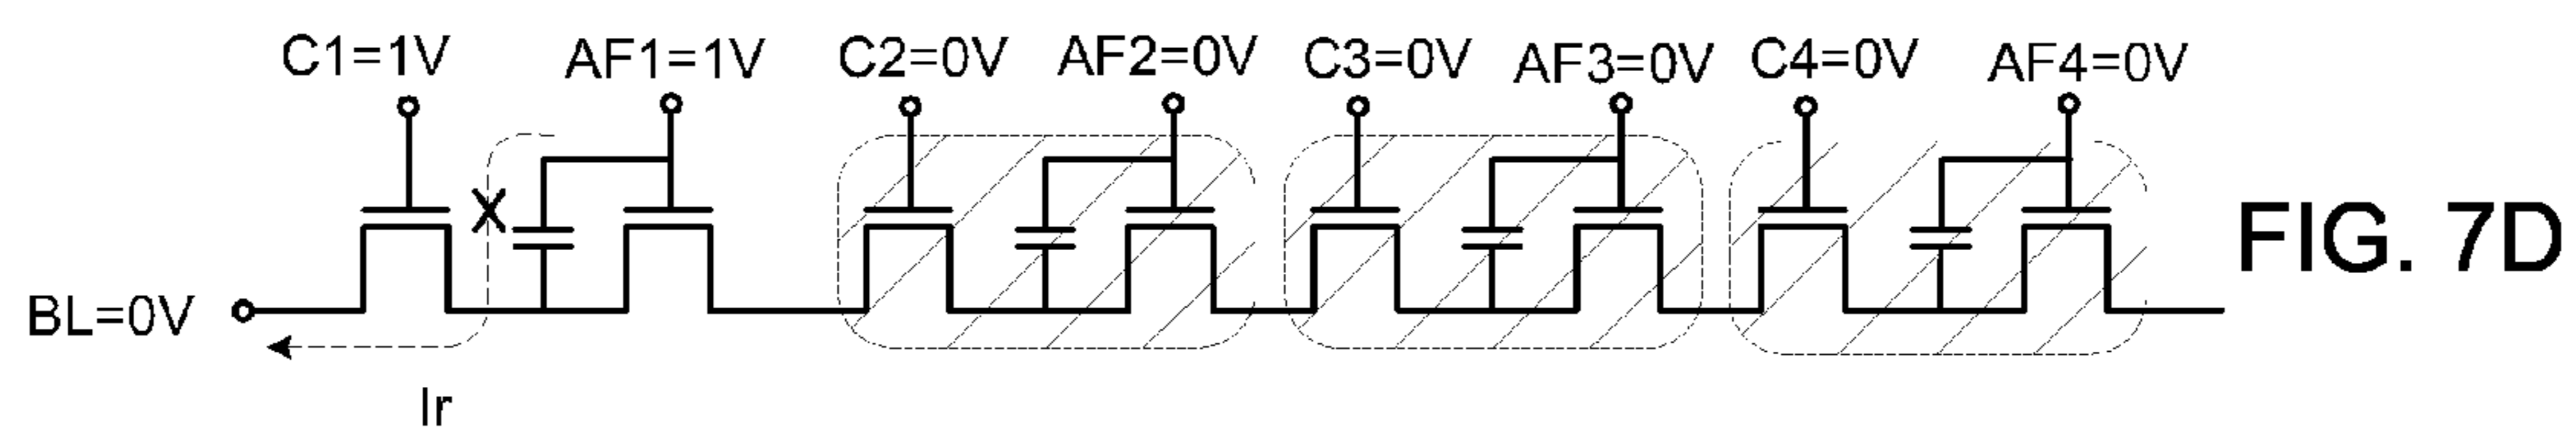 C1=1V AF1=1V C2=0V AF2=0V C3=0V AF3=0V C4=0V AF4=0V
X
FIG. 7D
BL=0V
Ir